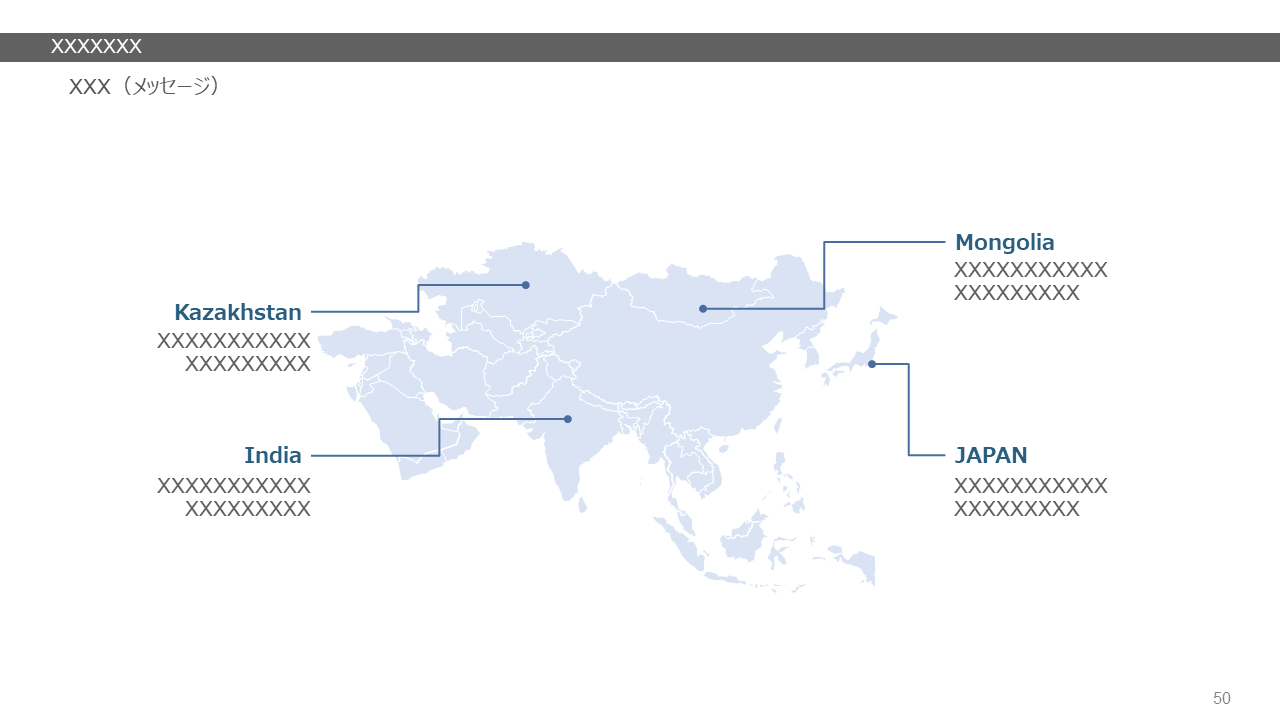 XXXXXXX
XXX（メッセージ）
Kazakhstan
XXXXXXXXXXX
XXXXXXXXX
India
XXXXXXXXXXX
XXXXXXXXX
Mongolia
XXXXXXXXXXX
XXXXXXXXX
JAPAN
XXXXXXXXXXX
XXXXXXXXX
50